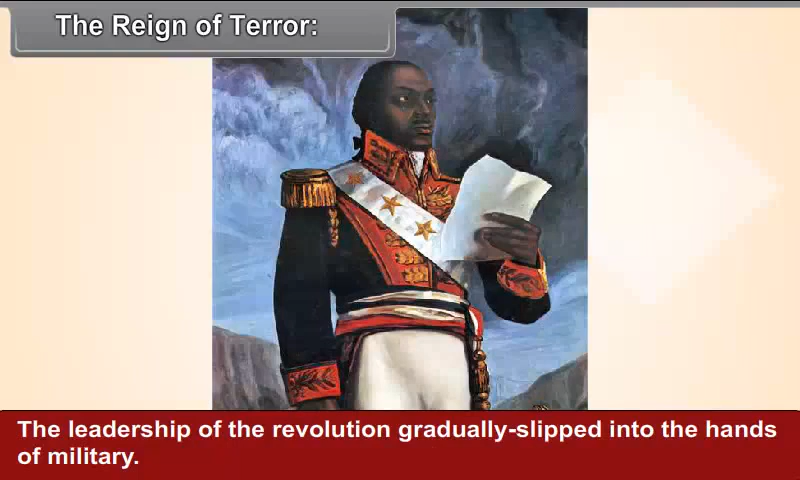 The Reign of Terror:
The leadership of the revolution gradually-slipped into the hands
of military.